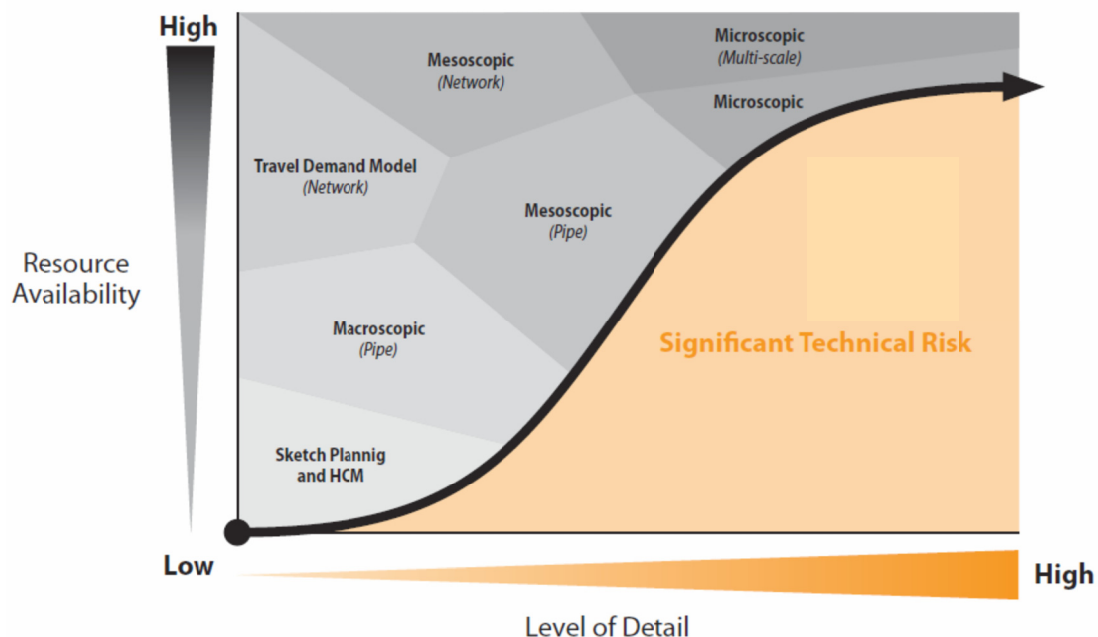 High
Microscopic
(Multi-scale)
Mesoscopic
(Network)
Microscopic
Travel Demand Model
(Network)
Mesoscopic
(Pipe)
Resource
Availability
Macroscopic
(Pipe)
Significant Technical Risk
Sketch Plannig
and HCM
Low
High
Level of Detail